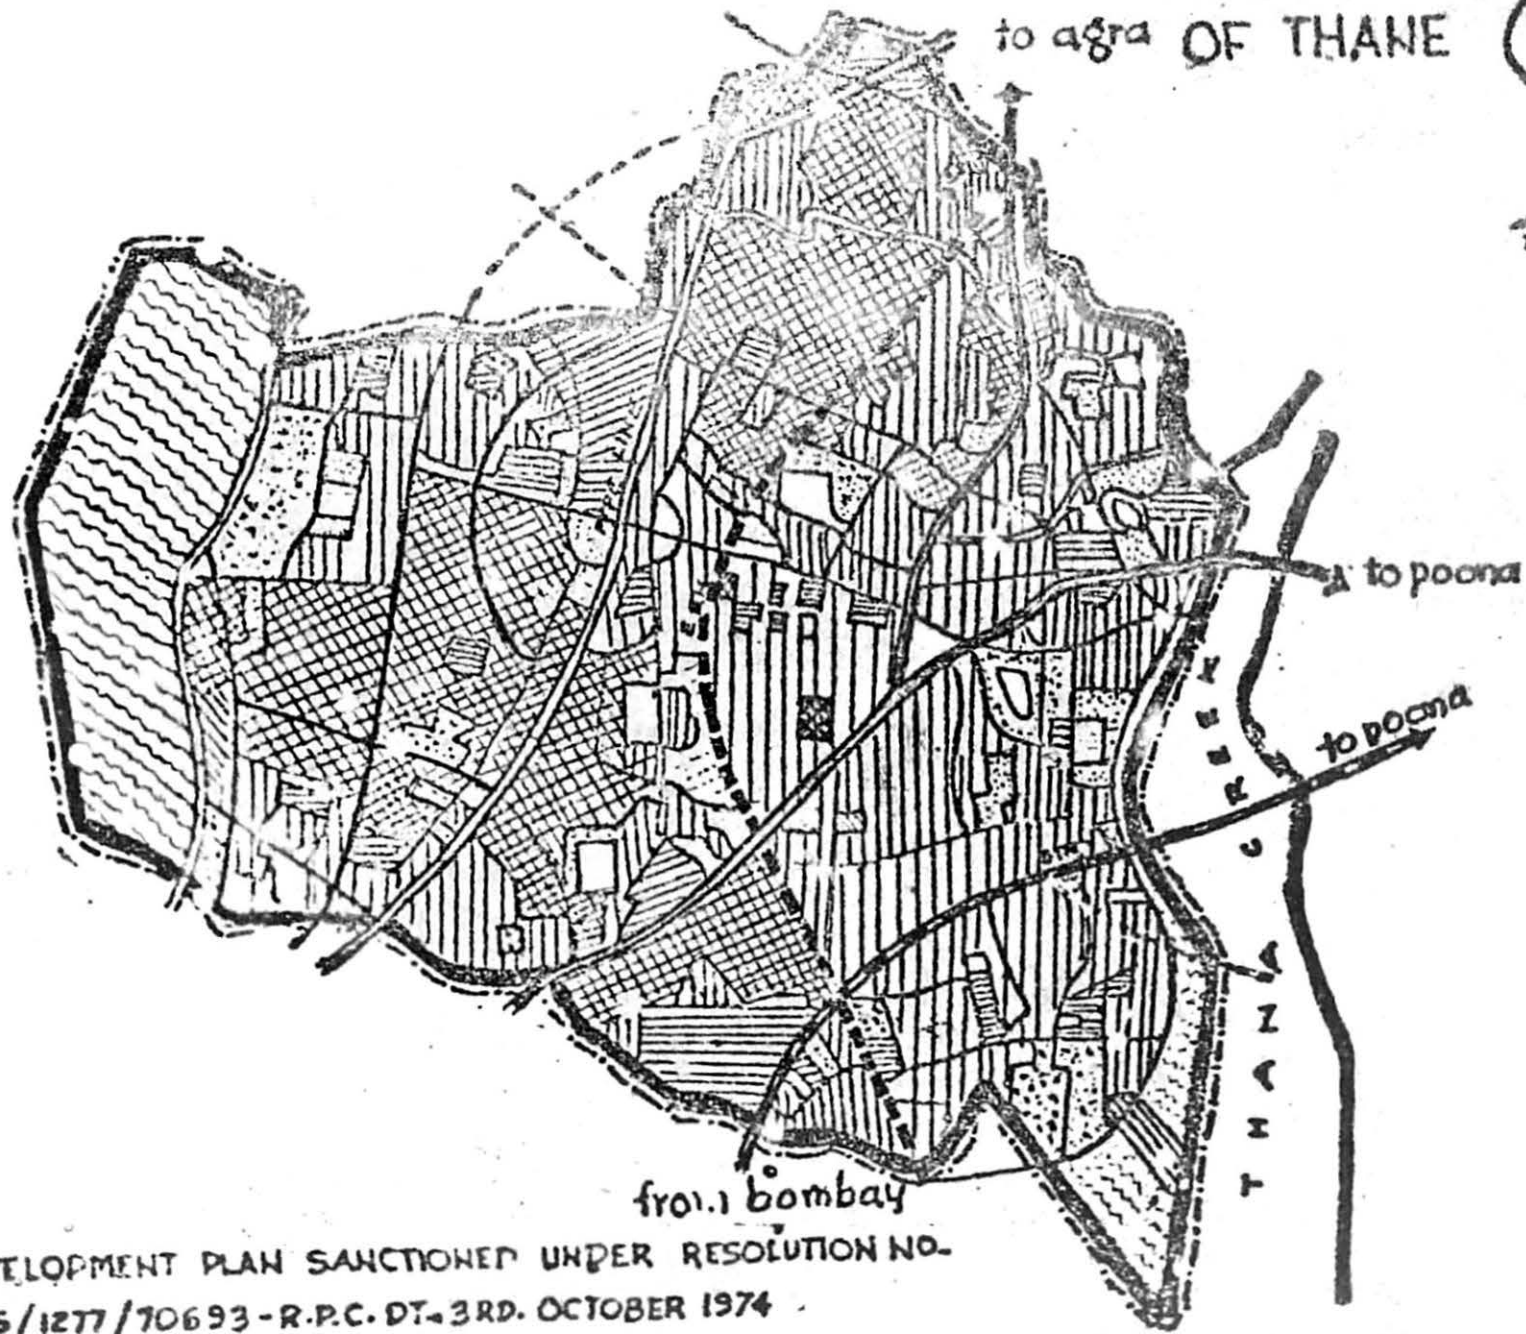 to agra OF THANE
to poona
to poona
THANA CREEK
from bombay
ELOPMENT PLAN SANCTIONED UNDER RESOLUTION NO.
S/1277/70693-R.P.C. DT. 3RD. OCTOBER 1974